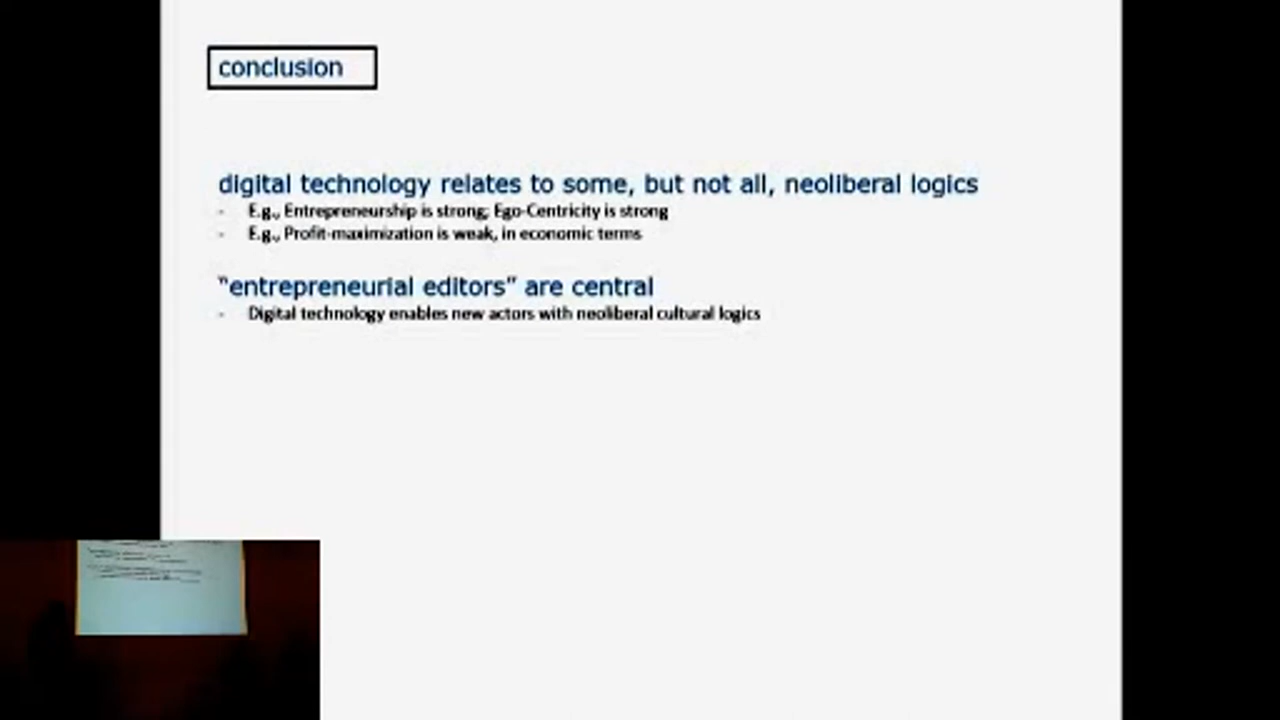 conclusion
digital technology relates to some, but not all, neoliberal logics
- E.g., Entrepreneurship is strong; Ego-Centricity is strong
- E.g., Profit-maximization is weak, in economic terms
"entrepreneurial editors" are central
- Digital technology enables new actors with neoliberal cultural logics